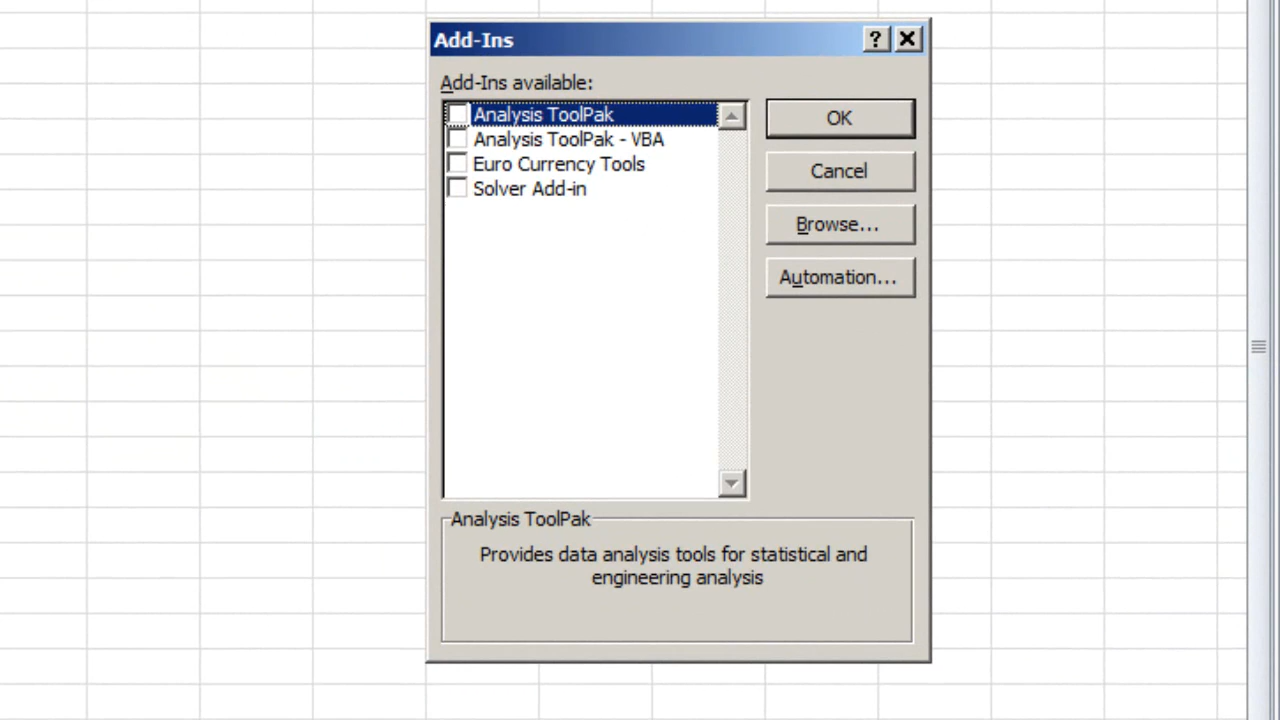 Add-Ins
?
Add-Ins available:
Analysis ToolPak
Analysis ToolPak - VBA
Euro Currency Tools
Solver Add-in
OK
Cancel
Browse...
Automation...
Analysis ToolPak
Provides data analysis tools for statistical and
engineering analysis